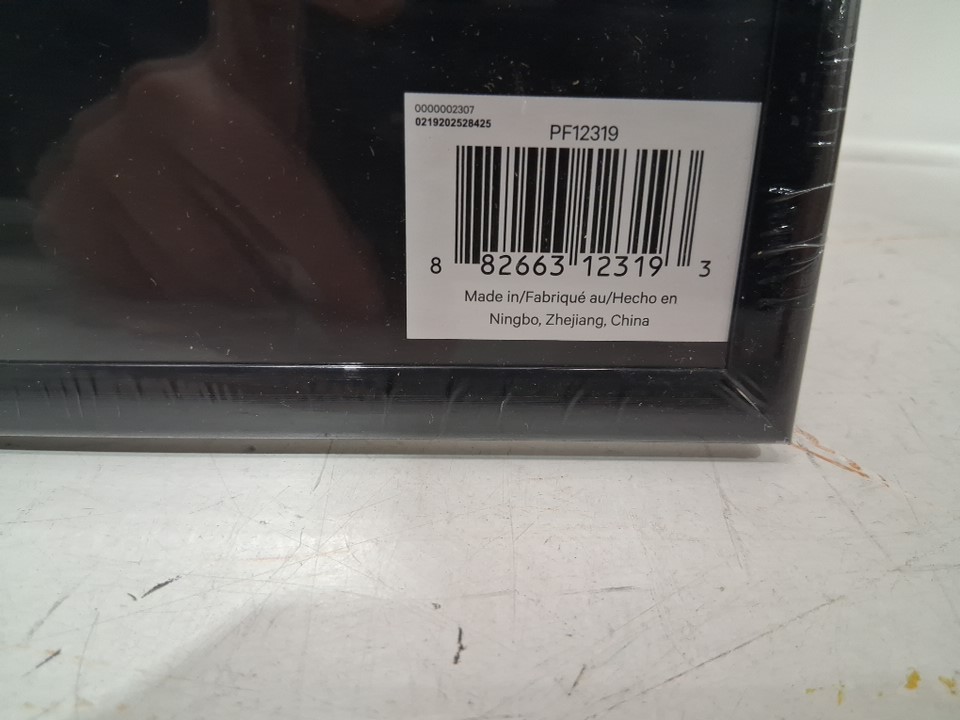 0000002307
0219202528425
PF12319
8 82663 12319 3
Made in/Fabriqué au/Hecho en
Ningbo, Zhejiang, China